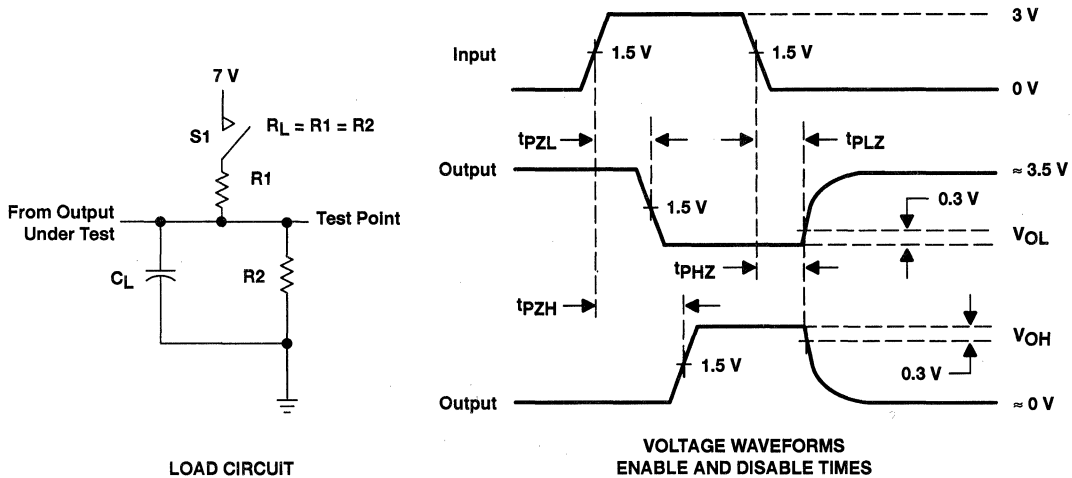 7 V
S1
RL = R1 = R2
R1
From Output
Under Test
Test Point
CL
R2
LOAD CIRCUIT
Input
1.5 V
1.5 V
3 V
0 V
tPZL
tPLZ
Output
≈ 3.5 V
1.5 V
0.3 V
VOL
tPHZ
tPZH
VOH
1.5 V
0.3 V
Output
≈ 0 V
VOLTAGE WAVEFORMS
ENABLE AND DISABLE TIMES